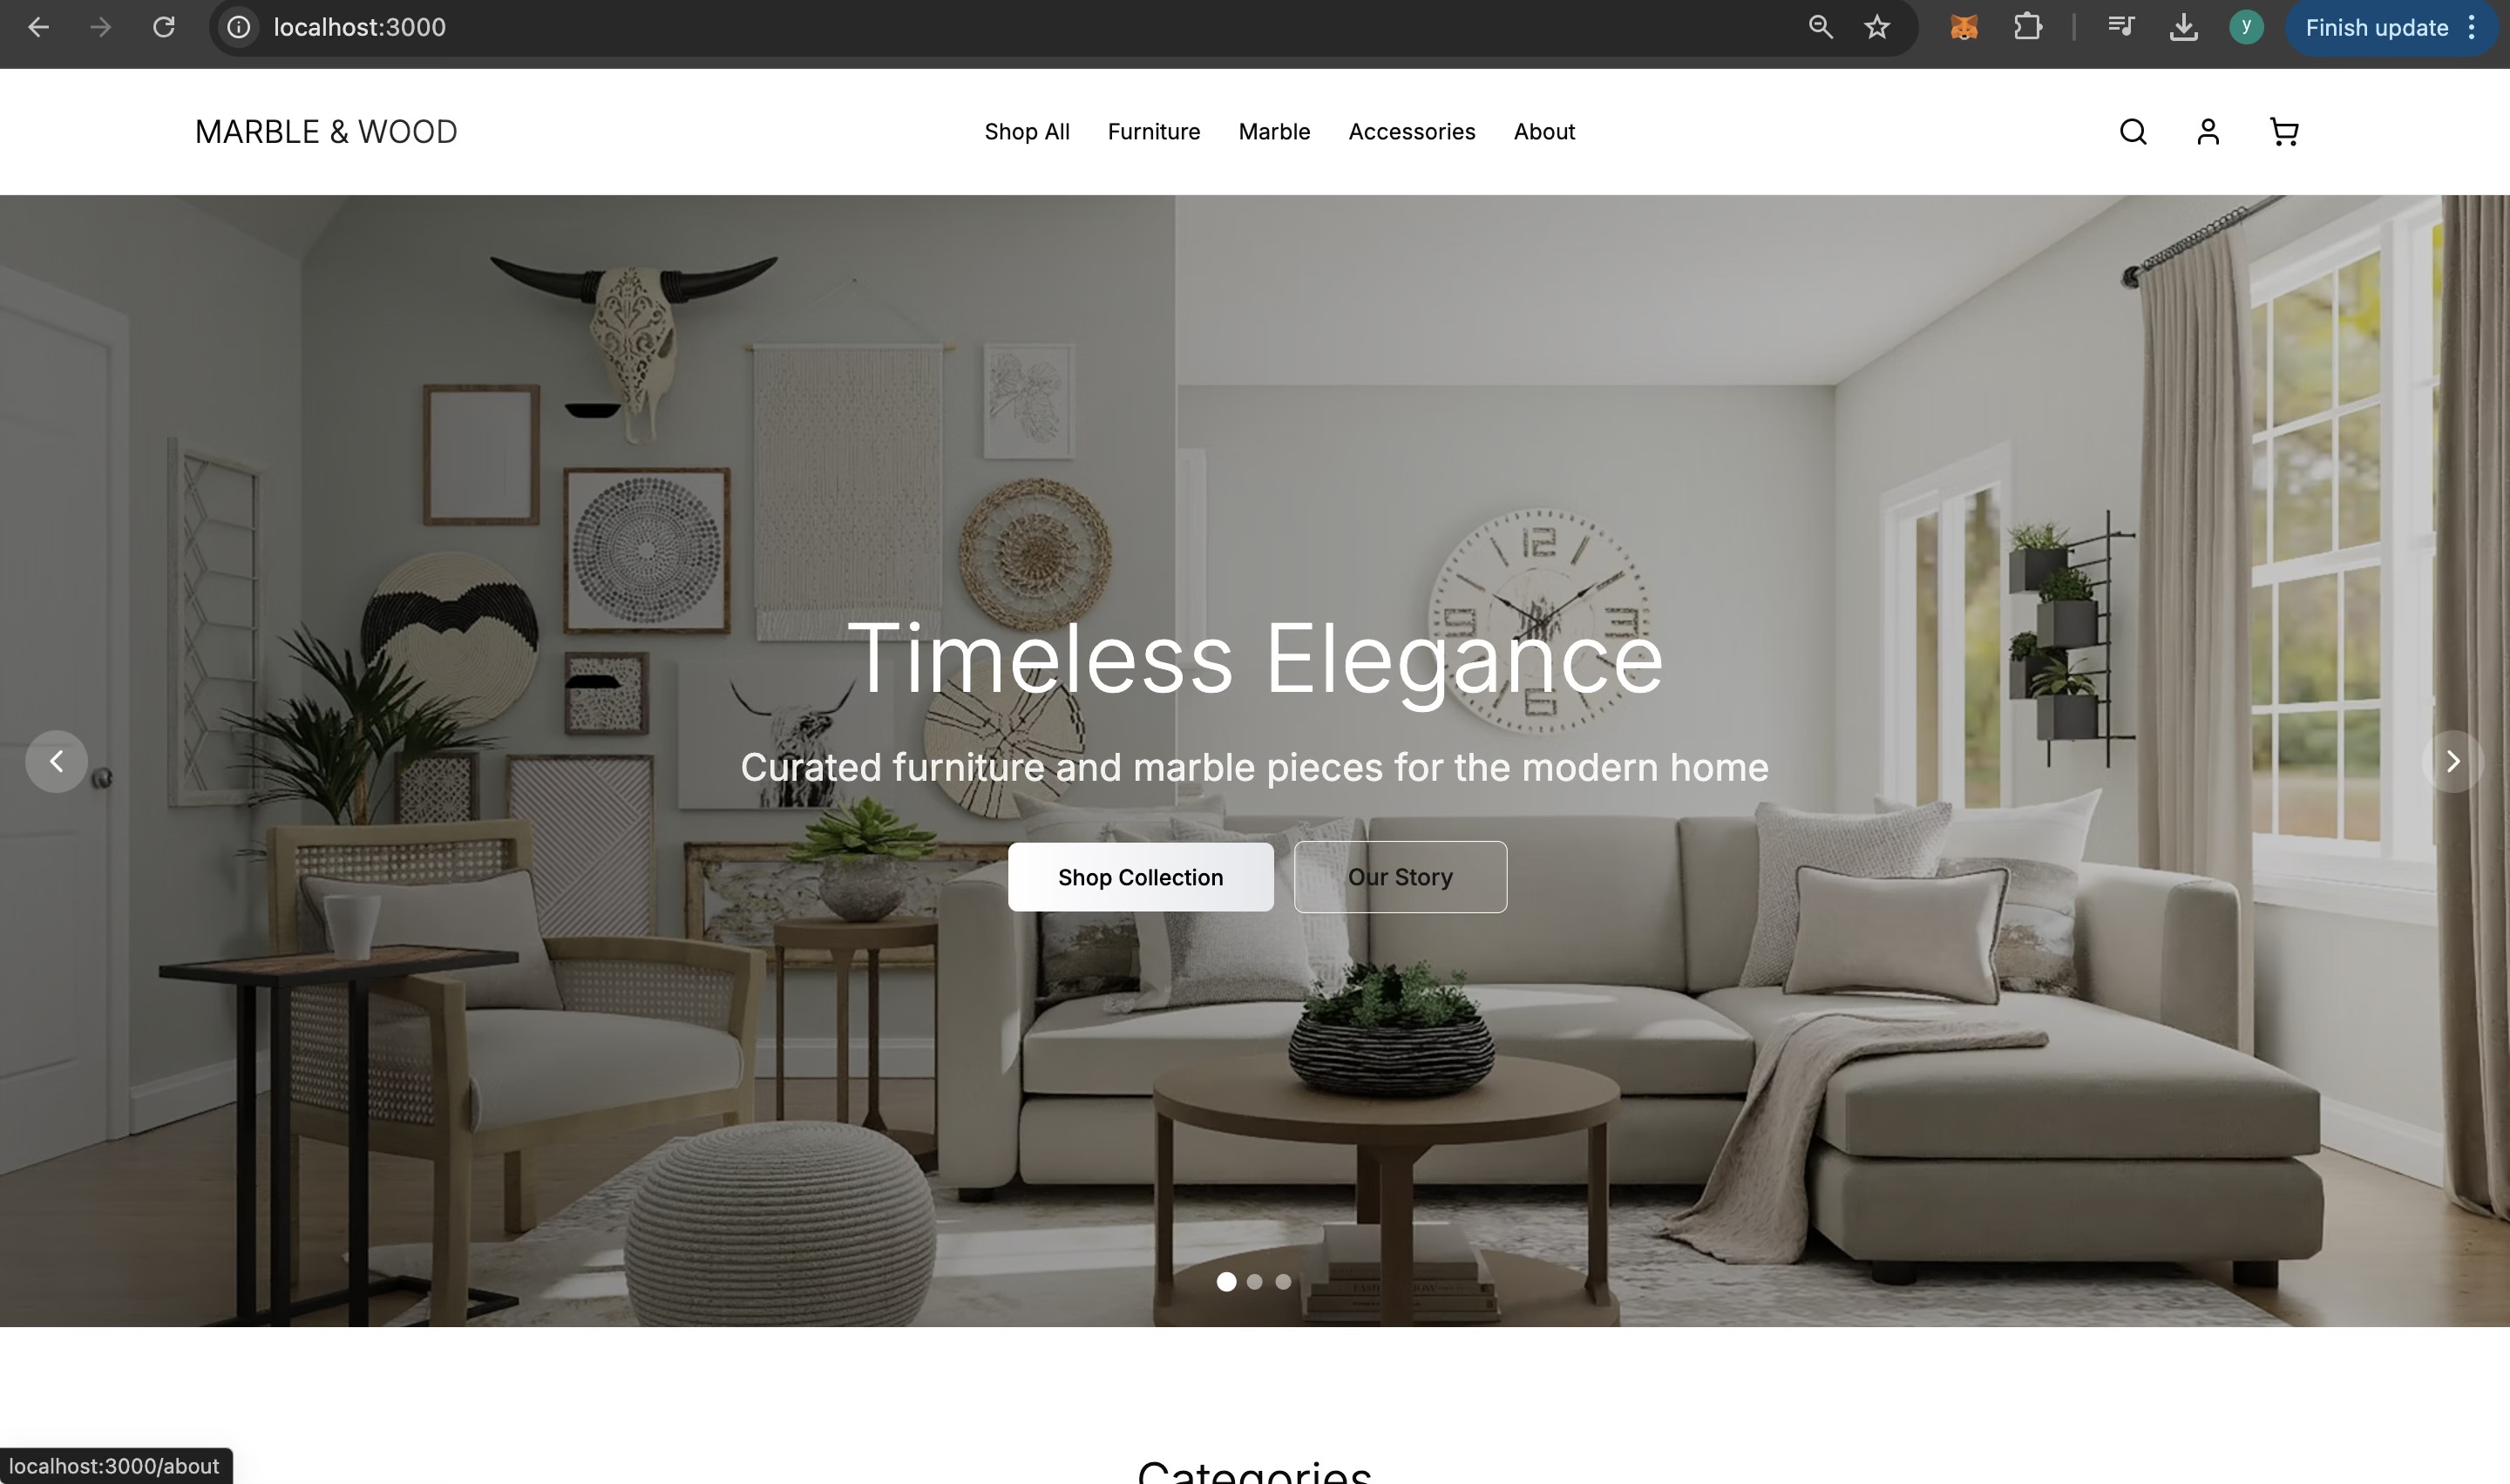 localhost:3000
y
Finish update
MARBLE & WOOD
Shop All
Furniture
Marble
Accessories
About
12
Timeless Elegance
Curated furniture and marble pieces for the modern home
Shop Collection
Our Story
localhost:3000/about
Categories